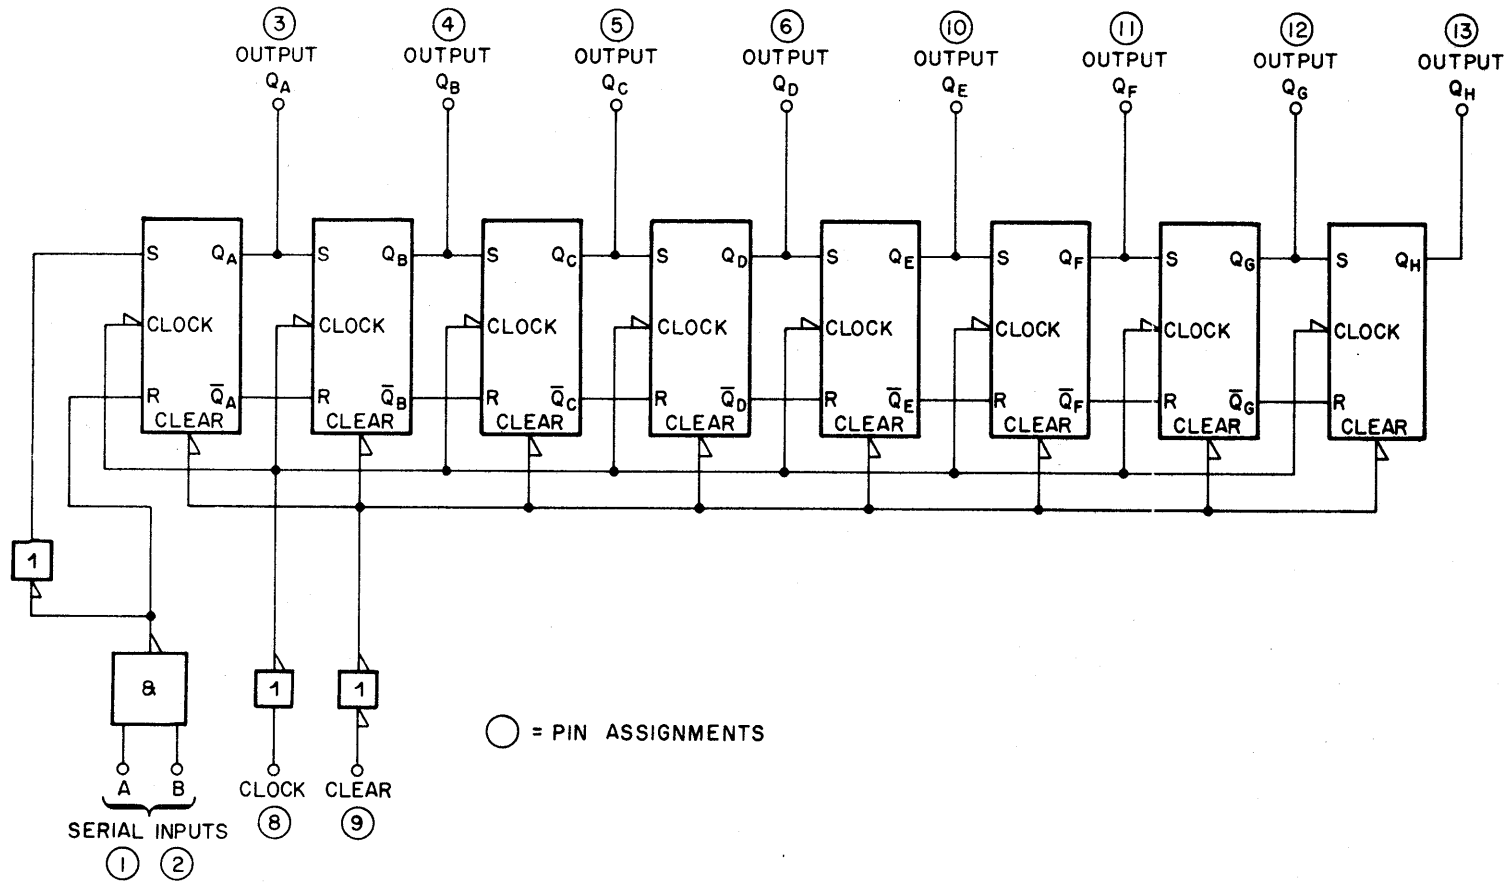 3 4 5 6 10 11 12 13
OUTPUT OUTPUT OUTPUT OUTPUT OUTPUT OUTPUT OUTPUT OUTPUT
QA QB QC QD QE QF QG QH
S QA S QB S QC S QD S QE S QF S QG S QH
CLOCK CLOCK CLOCK CLOCK CLOCK CLOCK CLOCK CLOCK
R Q̅A R Q̅B R Q̅C R Q̅D R Q̅E R Q̅F R Q̅G R
CLEAR CLEAR CLEAR CLEAR CLEAR CLEAR CLEAR CLEAR
1
& 1 1
= PIN ASSIGNMENTS
A B CLOCK CLEAR
8 9
SERIAL INPUTS
1 2